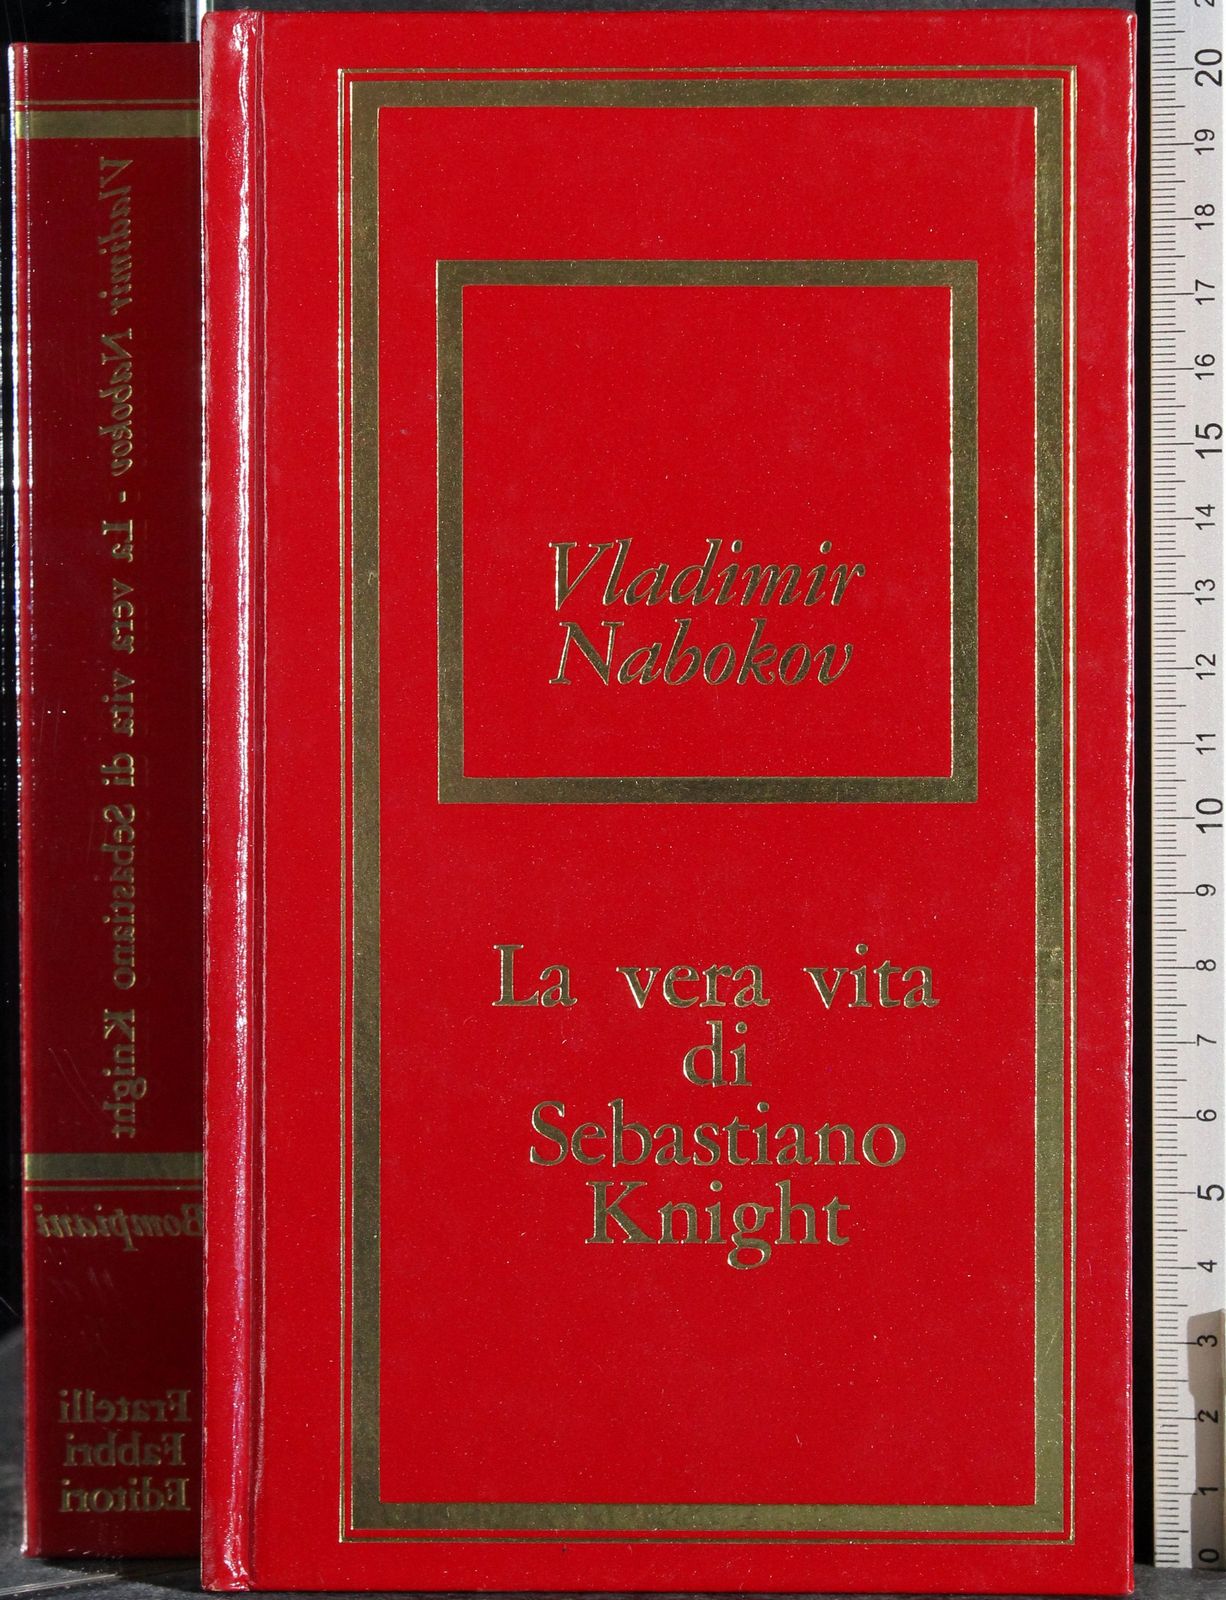 Vladimir
Nabokov
La vera vita
di
Sebastiano
Knight
Vladimir Nabokov - La vera vita di Sebastiano Knight
Bompiani
Fratelli
Fabbri
Editori
20
19
18
17
16
15
14
13
12
11
10
9
8
7
6
5
4
3
2
1
0